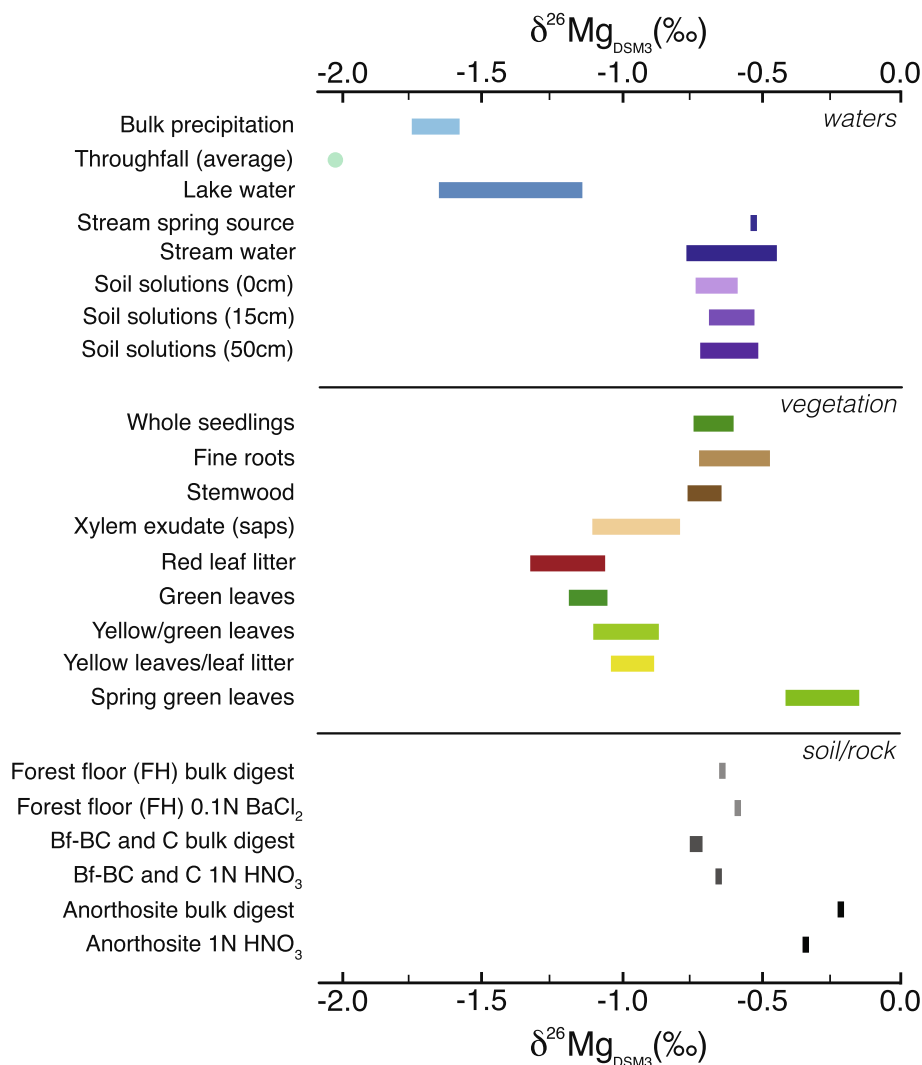 δ²⁶Mg_DSM3(‰)
-2.0 -1.5 -1.0 -0.5 0.0
waters
Bulk precipitation
Throughfall (average)
Lake water
Stream spring source
Stream water
Soil solutions (0cm)
Soil solutions (15cm)
Soil solutions (50cm)
vegetation
Whole seedlings
Fine roots
Stemwood
Xylem exudate (saps)
Red leaf litter
Green leaves
Yellow/green leaves
Yellow leaves/leaf litter
Spring green leaves
soil/rock
Forest floor (FH) bulk digest
Forest floor (FH) 0.1N BaCl₂
Bf-BC and C bulk digest
Bf-BC and C 1N HNO₃
Anorthosite bulk digest
Anorthosite 1N HNO₃
-2.0 -1.5 -1.0 -0.5 0.0
δ²⁶Mg_DSM3(‰)